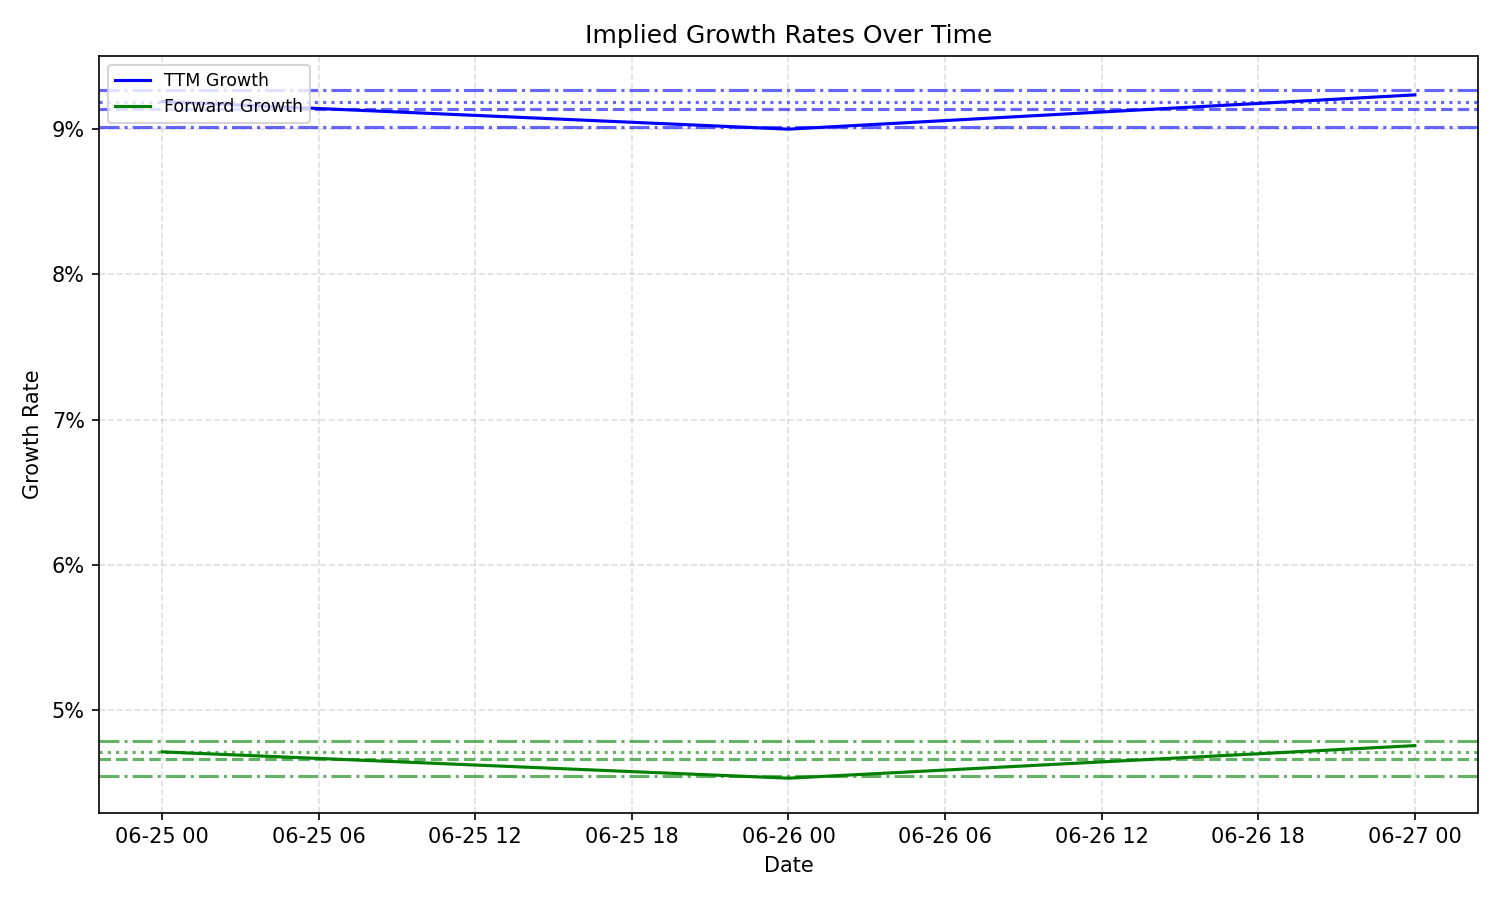 Implied Growth Rates Over Time
TTM Growth
Forward Growth
9%
8%
7%
6%
5%
Growth Rate
06-25 00
06-25 06
06-25 12
06-25 18
06-26 00
06-26 06
06-26 12
06-26 18
06-27 00
Date